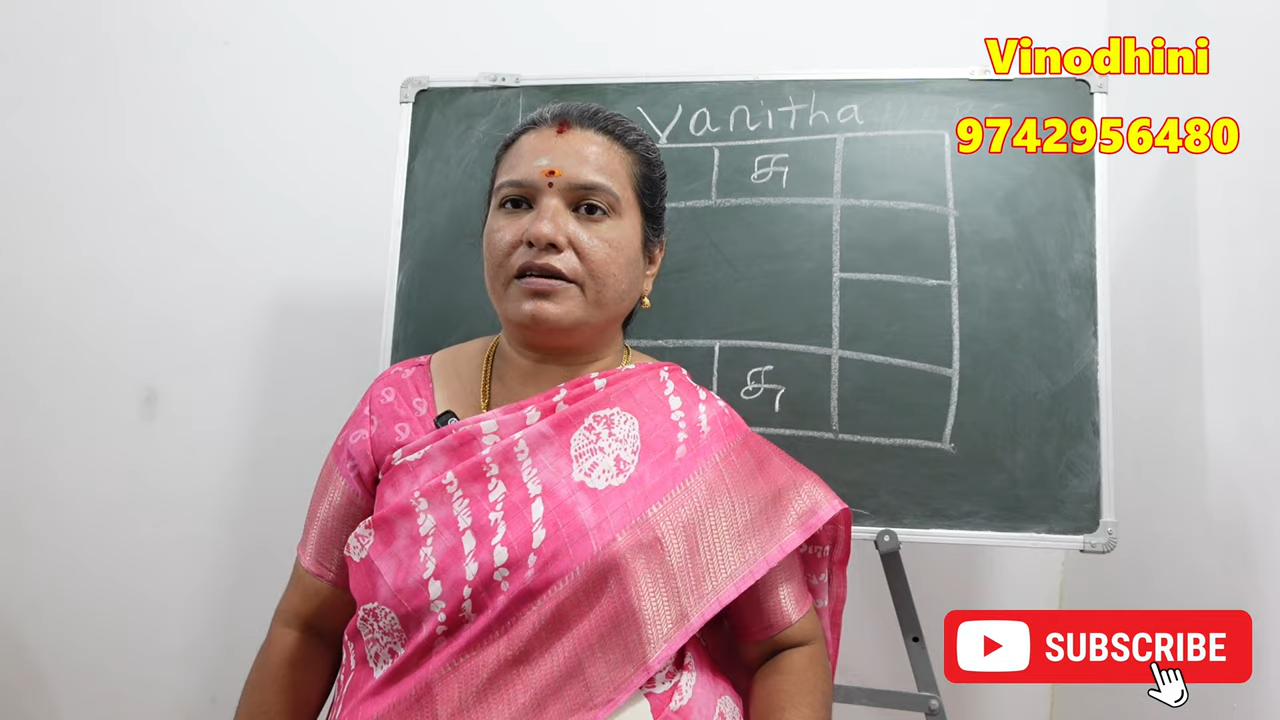 Vinodhini
9742956480
Vanitha
சு
சு
SUBSCRIBE